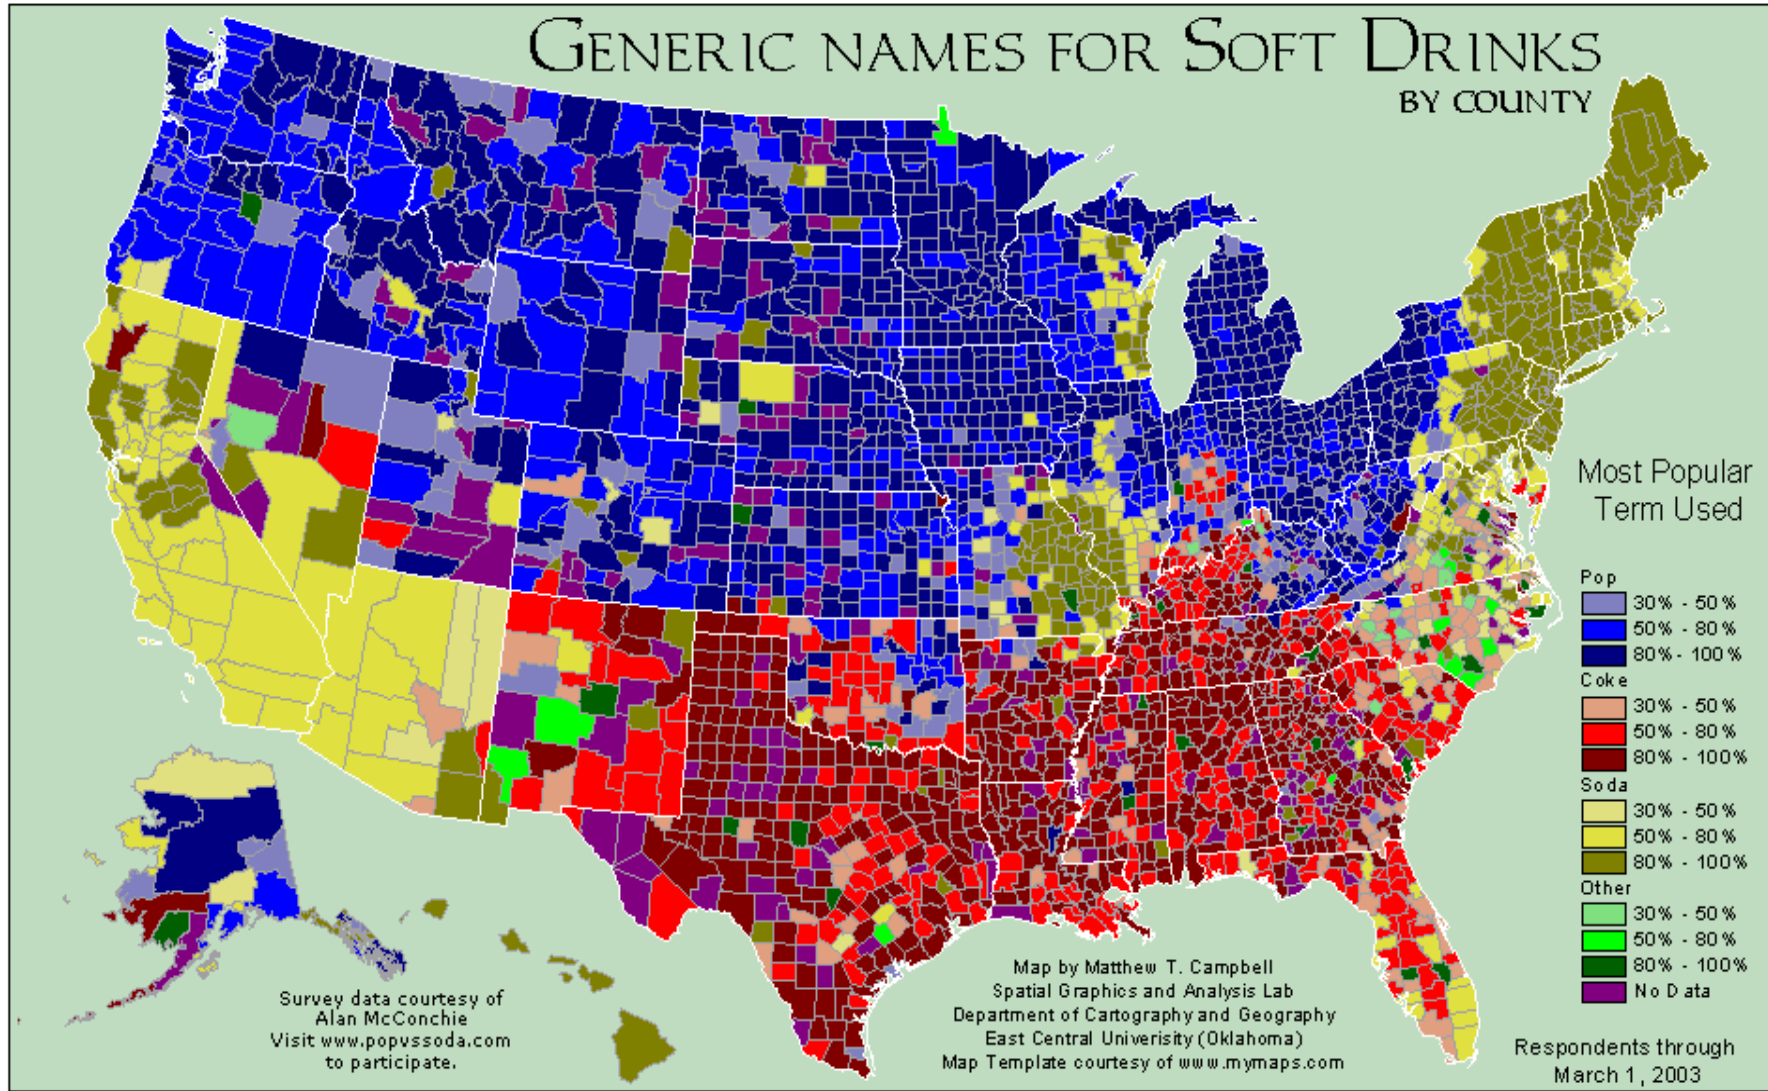 GENERIC NAMES FOR SOFT DRINKS
BY COUNTY
Most Popular
Term Used
Pop
30% - 50%
50% - 80%
80% - 100%
Coke
30% - 50%
50% - 80%
80% - 100%
Soda
30% - 50%
50% - 80%
80% - 100%
Other
30% - 50%
50% - 80%
80% - 100%
No Data
Survey data courtesy of
Alan McConchie
Visit www.popvssoda.com
to participate.
Map by Matthew T. Campbell
Spatial Graphics and Analysis Lab
Department of Cartography and Geography
East Central Univerisity (Oklahoma)
Map Template courtesy of www.mymaps.com
Respondents through
March 1, 2003